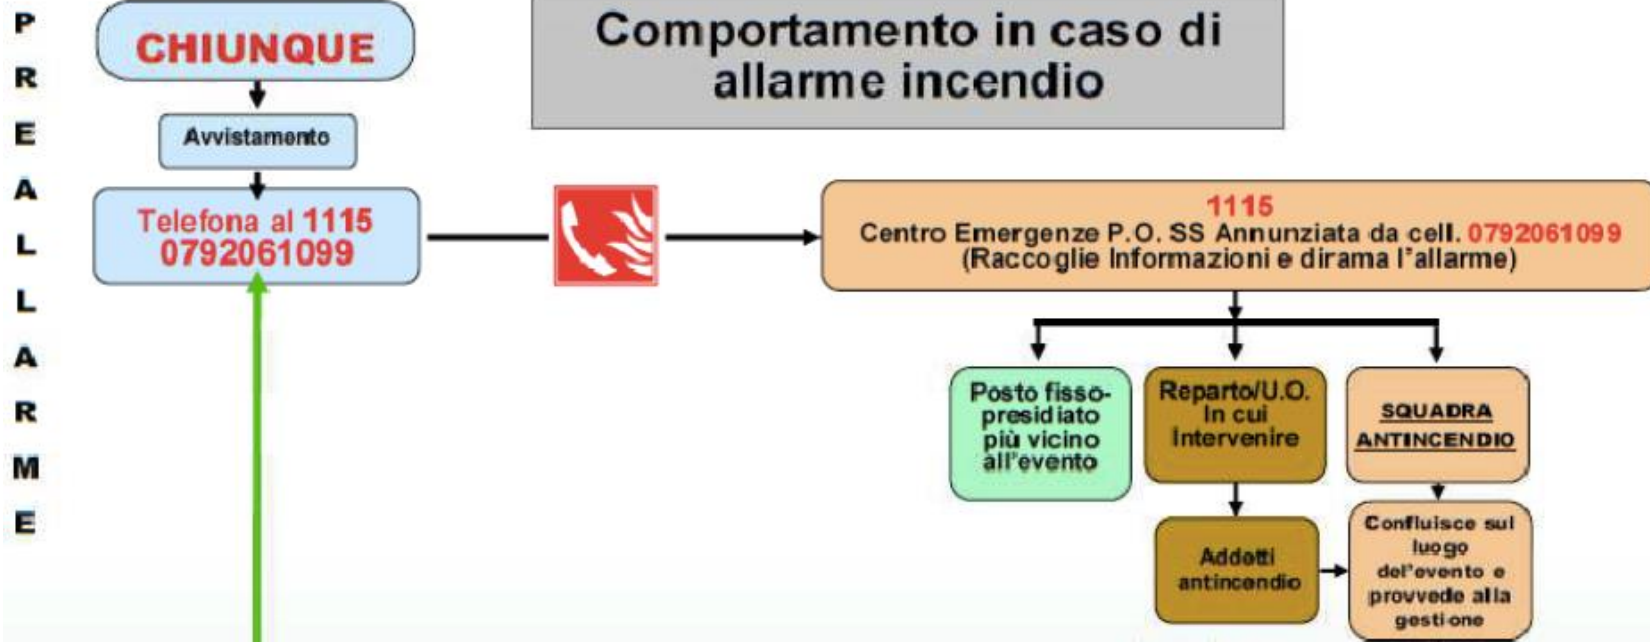 PREALLARME
CHIUNQUE
Avvistamento
Telefona al 1115
0792061099
Comportamento in caso di
allarme incendio
1115
Centro Emergenze P.O. SS Annunziata da cell. 0792061099
(Raccoglie Informazioni e dirama l'allarme)
Posto fisso-
presidiato
più vicino
all'evento
Reparto/U.O.
In cui
Intervenire
SQUADRA
ANTINCENDIO
Addetti
antincendio
Confluisce sul
luogo
del'evento e
provvede alla
gestione